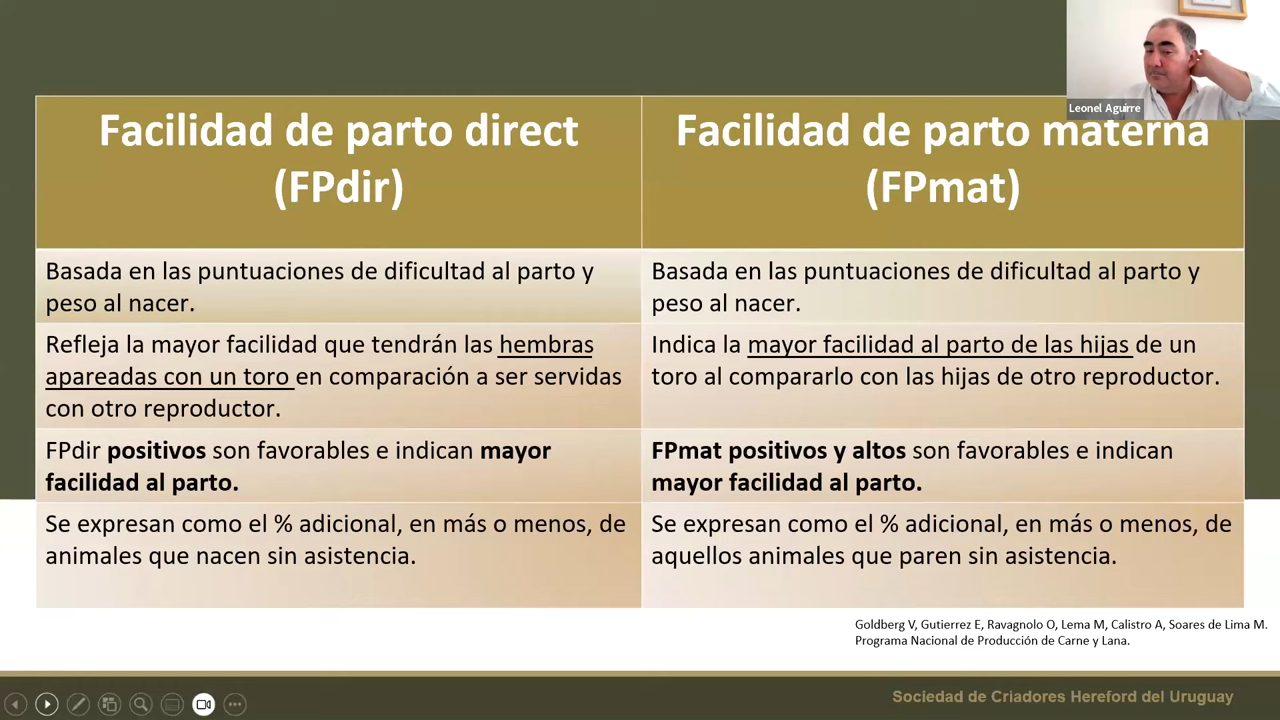 Leonel Aguirre
Facilidad de parto direct
(FPdir)
Facilidad de parto materna
(FPmat)
Basada en las puntuaciones de dificultad al parto y
peso al nacer.
Basada en las puntuaciones de dificultad al parto y
peso al nacer.
Refleja la mayor facilidad que tendrán las hembras
apareadas con un toro en comparación a ser servidas
con otro reproductor.
Indica la mayor facilidad al parto de las hijas de un
toro al compararlo con las hijas de otro reproductor.
FPdir positivos son favorables e indican mayor
facilidad al parto.
FPmat positivos y altos son favorables e indican
mayor facilidad al parto.
Se expresan como el % adicional, en más o menos, de
animales que nacen sin asistencia.
Se expresan como el % adicional, en más o menos, de
aquellos animales que paren sin asistencia.
Goldberg V, Gutierrez E, Ravagnolo O, Lema M, Calistro A, Soares de Lima M.
Programa Nacional de Producción de Carne y Lana.
Sociedad de Criadores Hereford del Uruguay